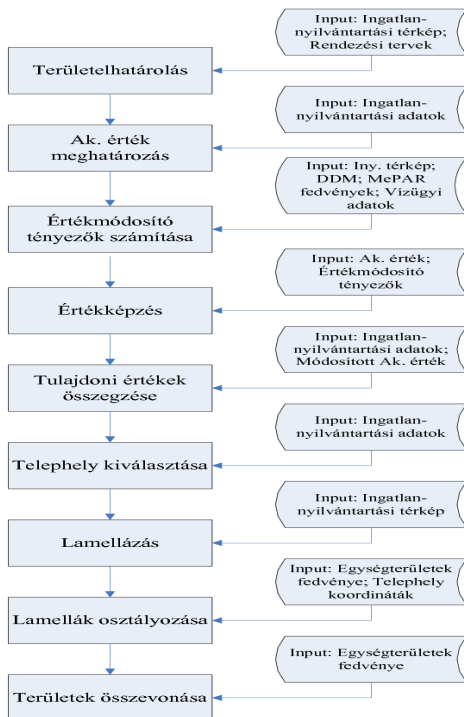 Input: Ingatlan-
nyilvántartási térkép;
Rendezési tervek
Területelhatárolás
Input: Ingatlan-
nyilvántartási adatok
Ak. érték
meghatározás
Input: Iny. térkép;
DDM; MePAR
fedvények; Vízügyi
adatok
Értékmódosító
tényezők számítása
Input: Ak. érték;
Értékmódosító
tényezők
Értékképzés
Input: Ingatlan-
nyilvántartási adatok;
Módosított Ak. érték
Tulajdoni értékek
összegzése
Input: Ingatlan-
nyilvántartási adatok
Telephely kiválasztása
Input: Ingatlan-
nyilvántartási térkép
Lamellázás
Input: Egységterületek
fedvénye; Telephely
koordináták
Lamellák osztályozása
Input: Egységterületek
fedvénye
Területek összevonása